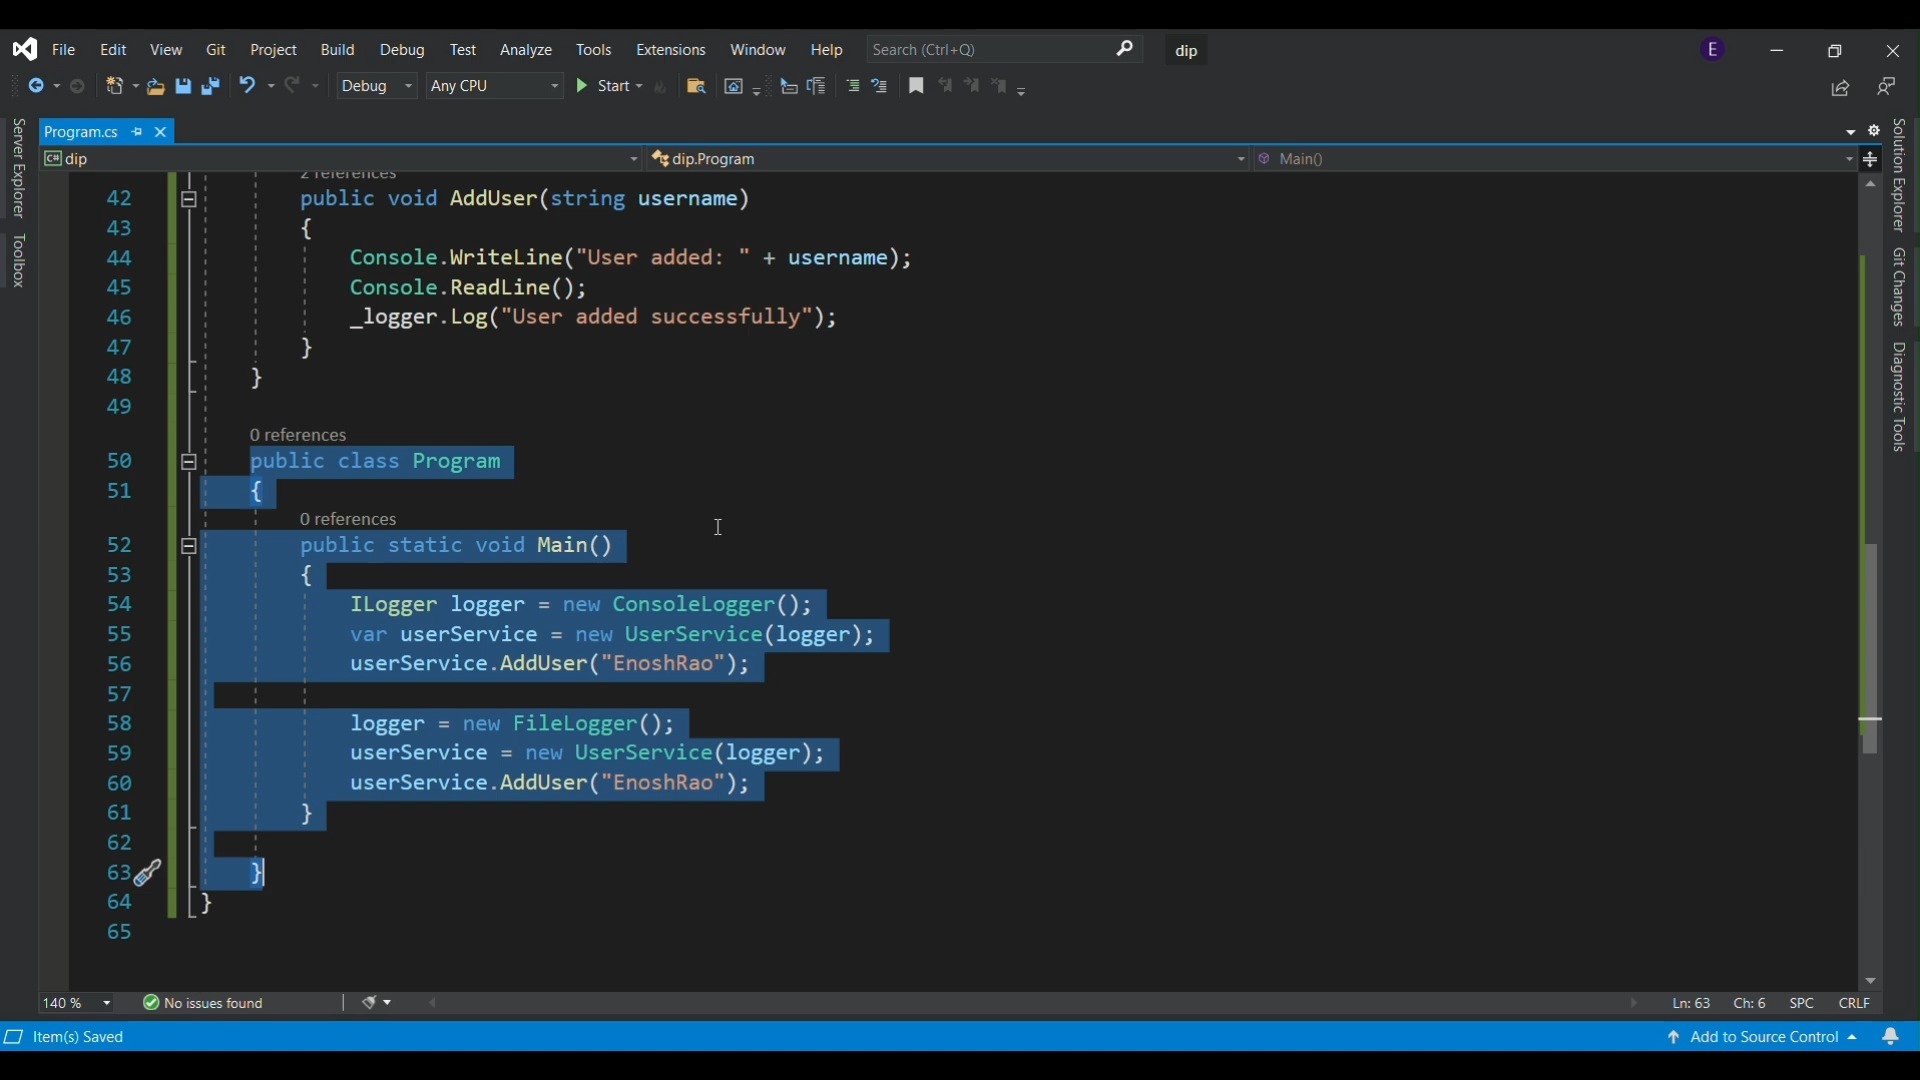 File Edit View Git Project Build Debug Test Analyze Tools Extensions Window Help Search (Ctrl+Q) dip E
Debug Any CPU Start
Server Explorer
Toolbox
Program.cs
dip dip.Program Main()
2 references
42 public void AddUser(string username)
43 {
44 Console.WriteLine("User added: " + username);
45 Console.ReadLine();
46 _logger.Log("User added successfully");
47 }
48 }
49
0 references
50 public class Program
51 {
0 references
52 public static void Main()
53 {
54 ILogger logger = new ConsoleLogger();
55 var userService = new UserService(logger);
56 userService.AddUser("EnoshRao");
57
58 logger = new FileLogger();
59 userService = new UserService(logger);
60 userService.AddUser("EnoshRao");
61 }
62
63 }
64 }
65
Solution Explorer
Git Changes
Diagnostic Tools
140 % No issues found Ln: 63 Ch: 6 SPC CRLF
Item(s) Saved Add to Source Control